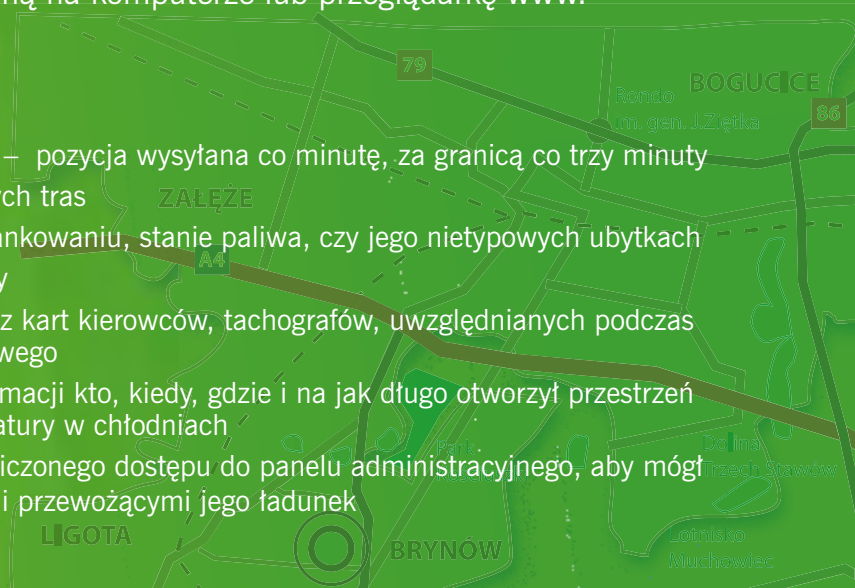 ną na komputerze lub przeglądarkę www.
79
BOGUCICE
Rondo
im. gen. J.Ziętka
86
– pozycja wysyłana co minutę, za granicą co trzy minuty
ych tras
ZAŁĘŻE
ankowaniu, stanie paliwa, czy jego nietypowych ubytkach
y
A4
z kart kierowców, tachografów, uwzględnianych podczas
wego
macji kto, kiedy, gdzie i na jak długo otworzył przestrzeń
atury w chłodniach
Park
Dolina
iczonego dostępu do panelu administracyjnego, aby mógł
Trzech Stawów
i przewożącymi jego ładunek
LIGOTA
BRYNÓW
Lotnisko
Muchowiec